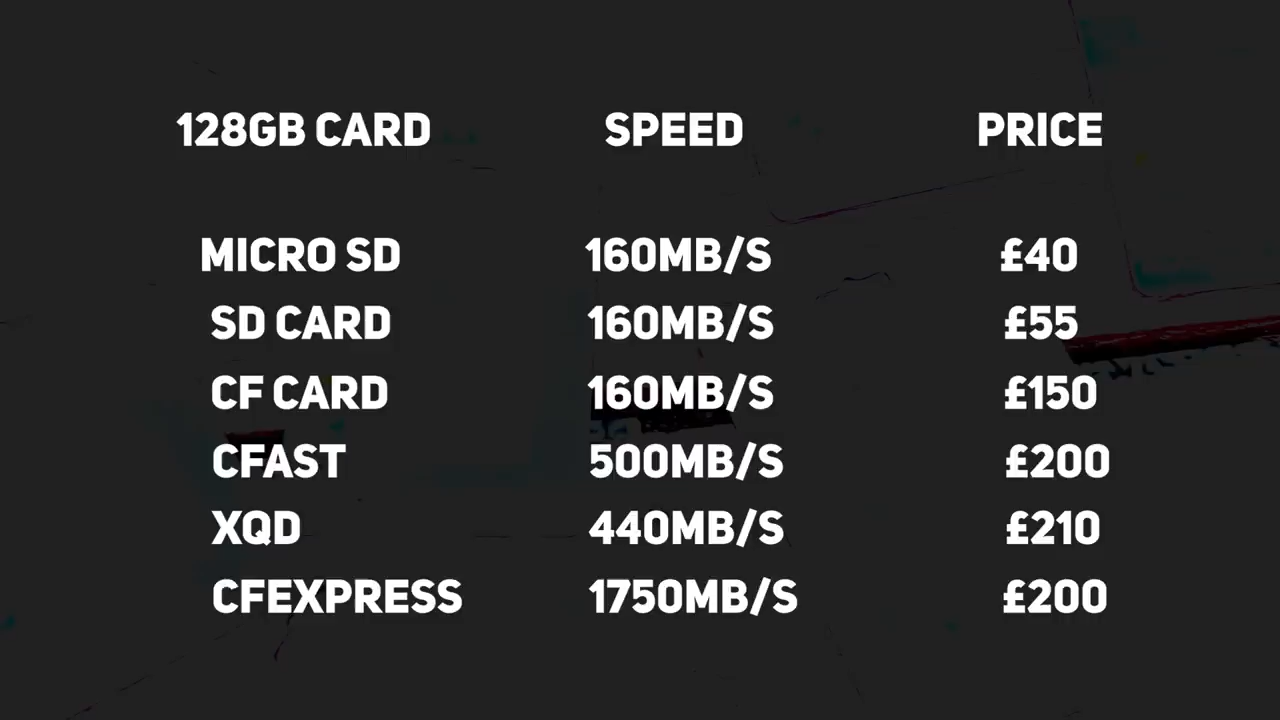 128GB CARD SPEED PRICE
MICRO SD 160MB/S £40
SD CARD 160MB/S £55
CF CARD 160MB/S £150
CFAST 500MB/S £200
XQD 440MB/S £210
CFEXPRESS 1750MB/S £200